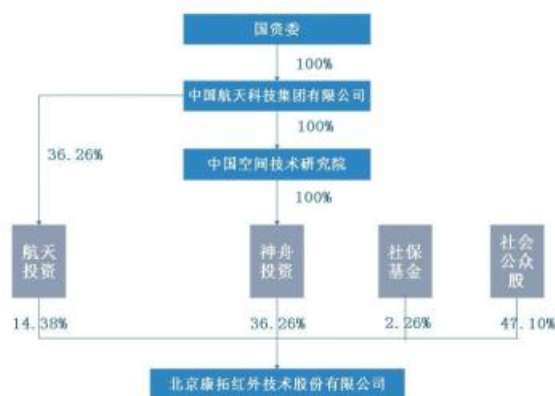 国资委
100%
中国航天科技集团有限公司
100%
36.26%
中国空间技术研究院
100%
航天
投资
神舟
投资
社保
基金
社会
公众
股
14.38%
36.26%
2.26%
47.10%
北京康拓红外技术股份有限公司